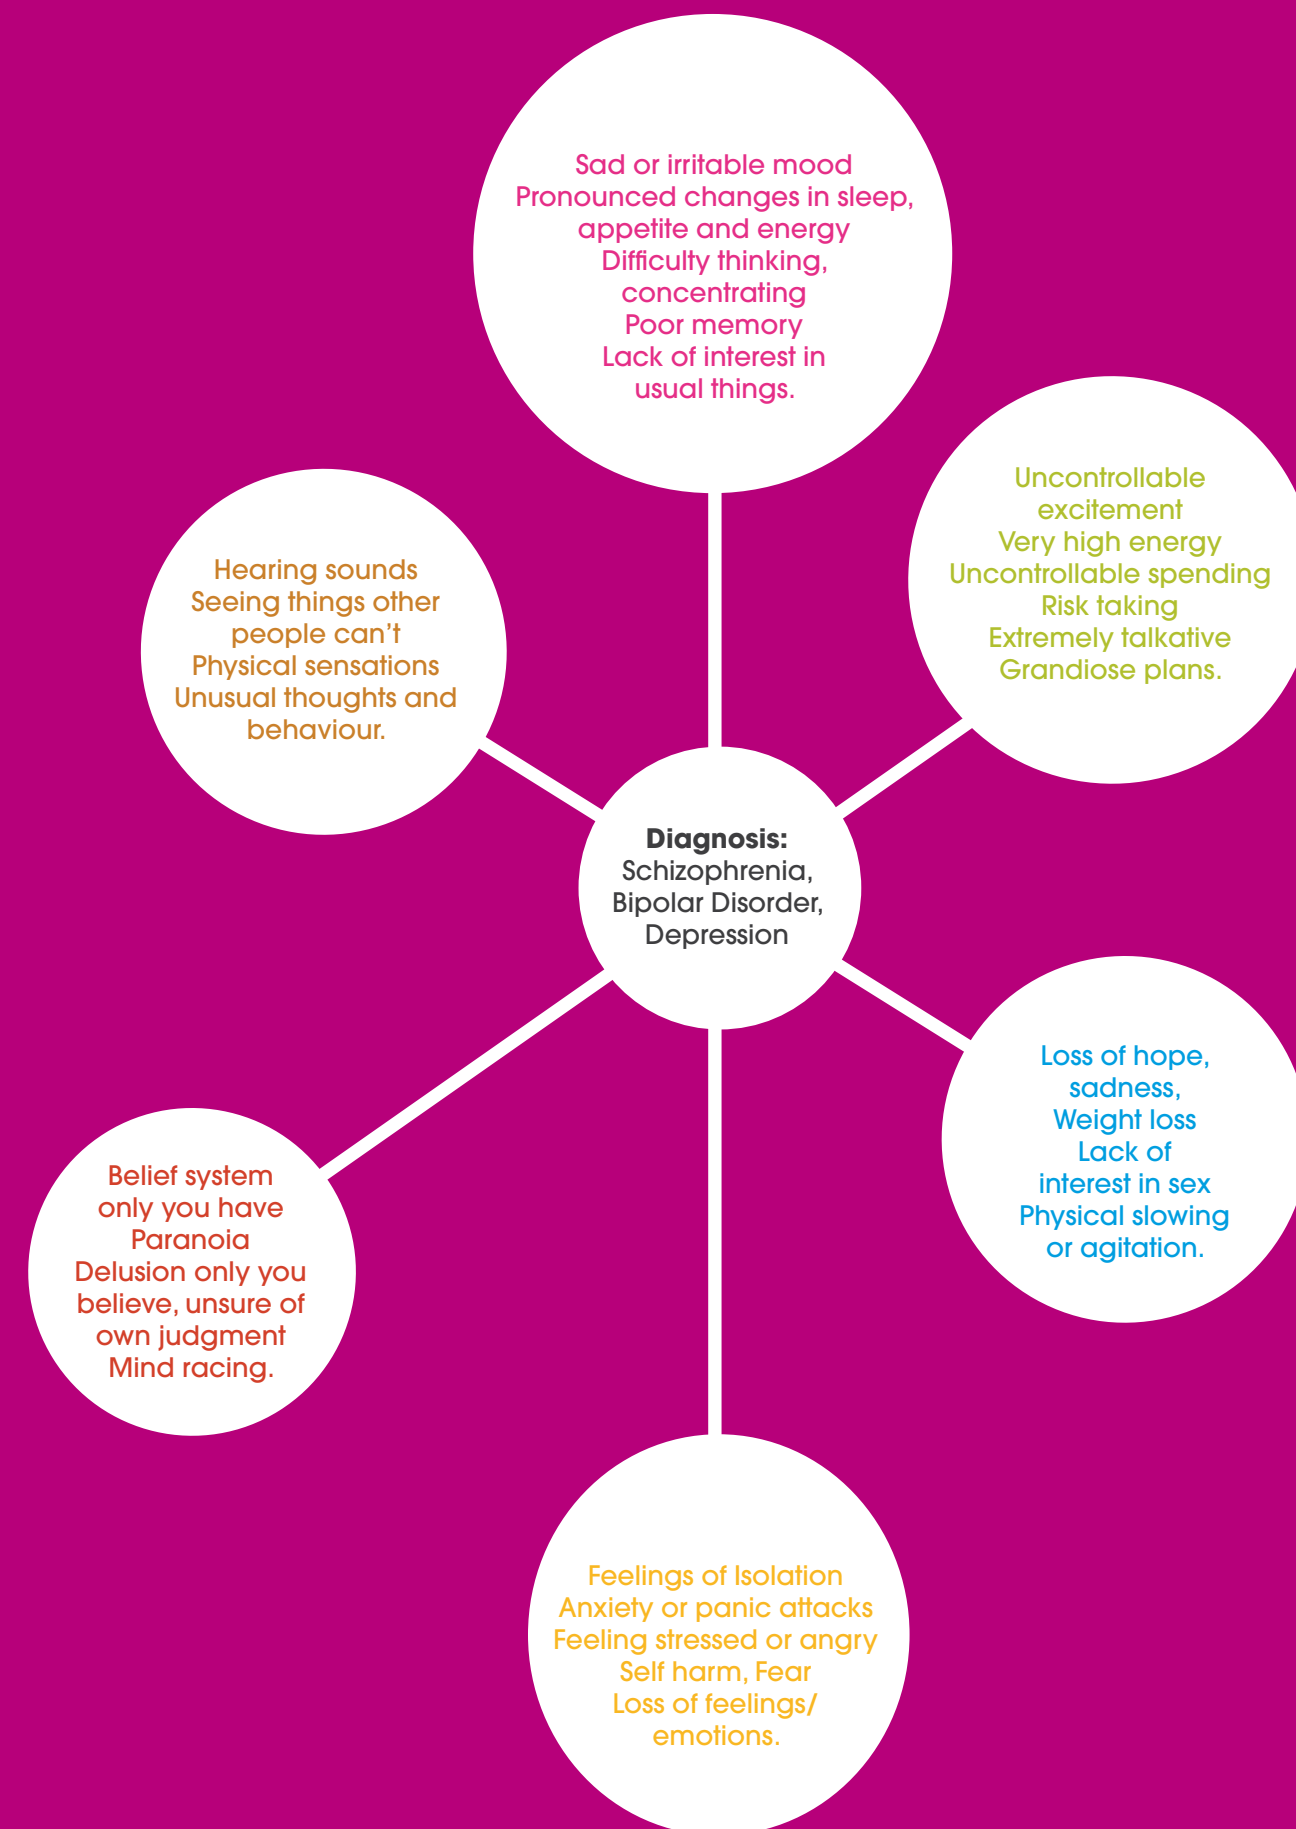 Sad or irritable mood
Pronounced changes in sleep,
appetite and energy
Difficulty thinking,
concentrating
Poor memory
Lack of interest in
usual things.
Uncontrollable
excitement
Very high energy
Uncontrollable spending
Risk taking
Extremely talkative
Grandiose plans.
Hearing sounds
Seeing things other
people can't
Physical sensations
Unusual thoughts and
behaviour.
Diagnosis:
Schizophrenia,
Bipolar Disorder,
Depression
Loss of hope,
sadness,
Weight loss
Lack of
interest in sex
Physical slowing
or agitation.
Belief system
only you have
Paranoia
Delusion only you
believe, unsure of
own judgment
Mind racing.
Feelings of Isolation
Anxiety or panic attacks
Feeling stressed or angry
Self harm, Fear
Loss of feelings/
emotions.